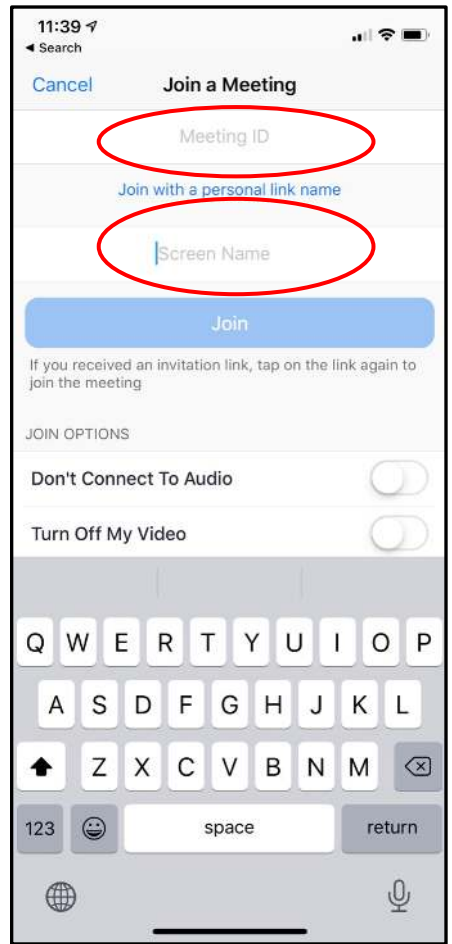 11:39
◀ Search
Cancel Join a Meeting
Meeting ID
Join with a personal link name
Screen Name
Join
If you received an invitation link, tap on the link again to
join the meeting
JOIN OPTIONS
Don't Connect To Audio
Turn Off My Video
Q W E R T Y U I O P
A S D F G H J K L
Z X C V B N M
123 space return